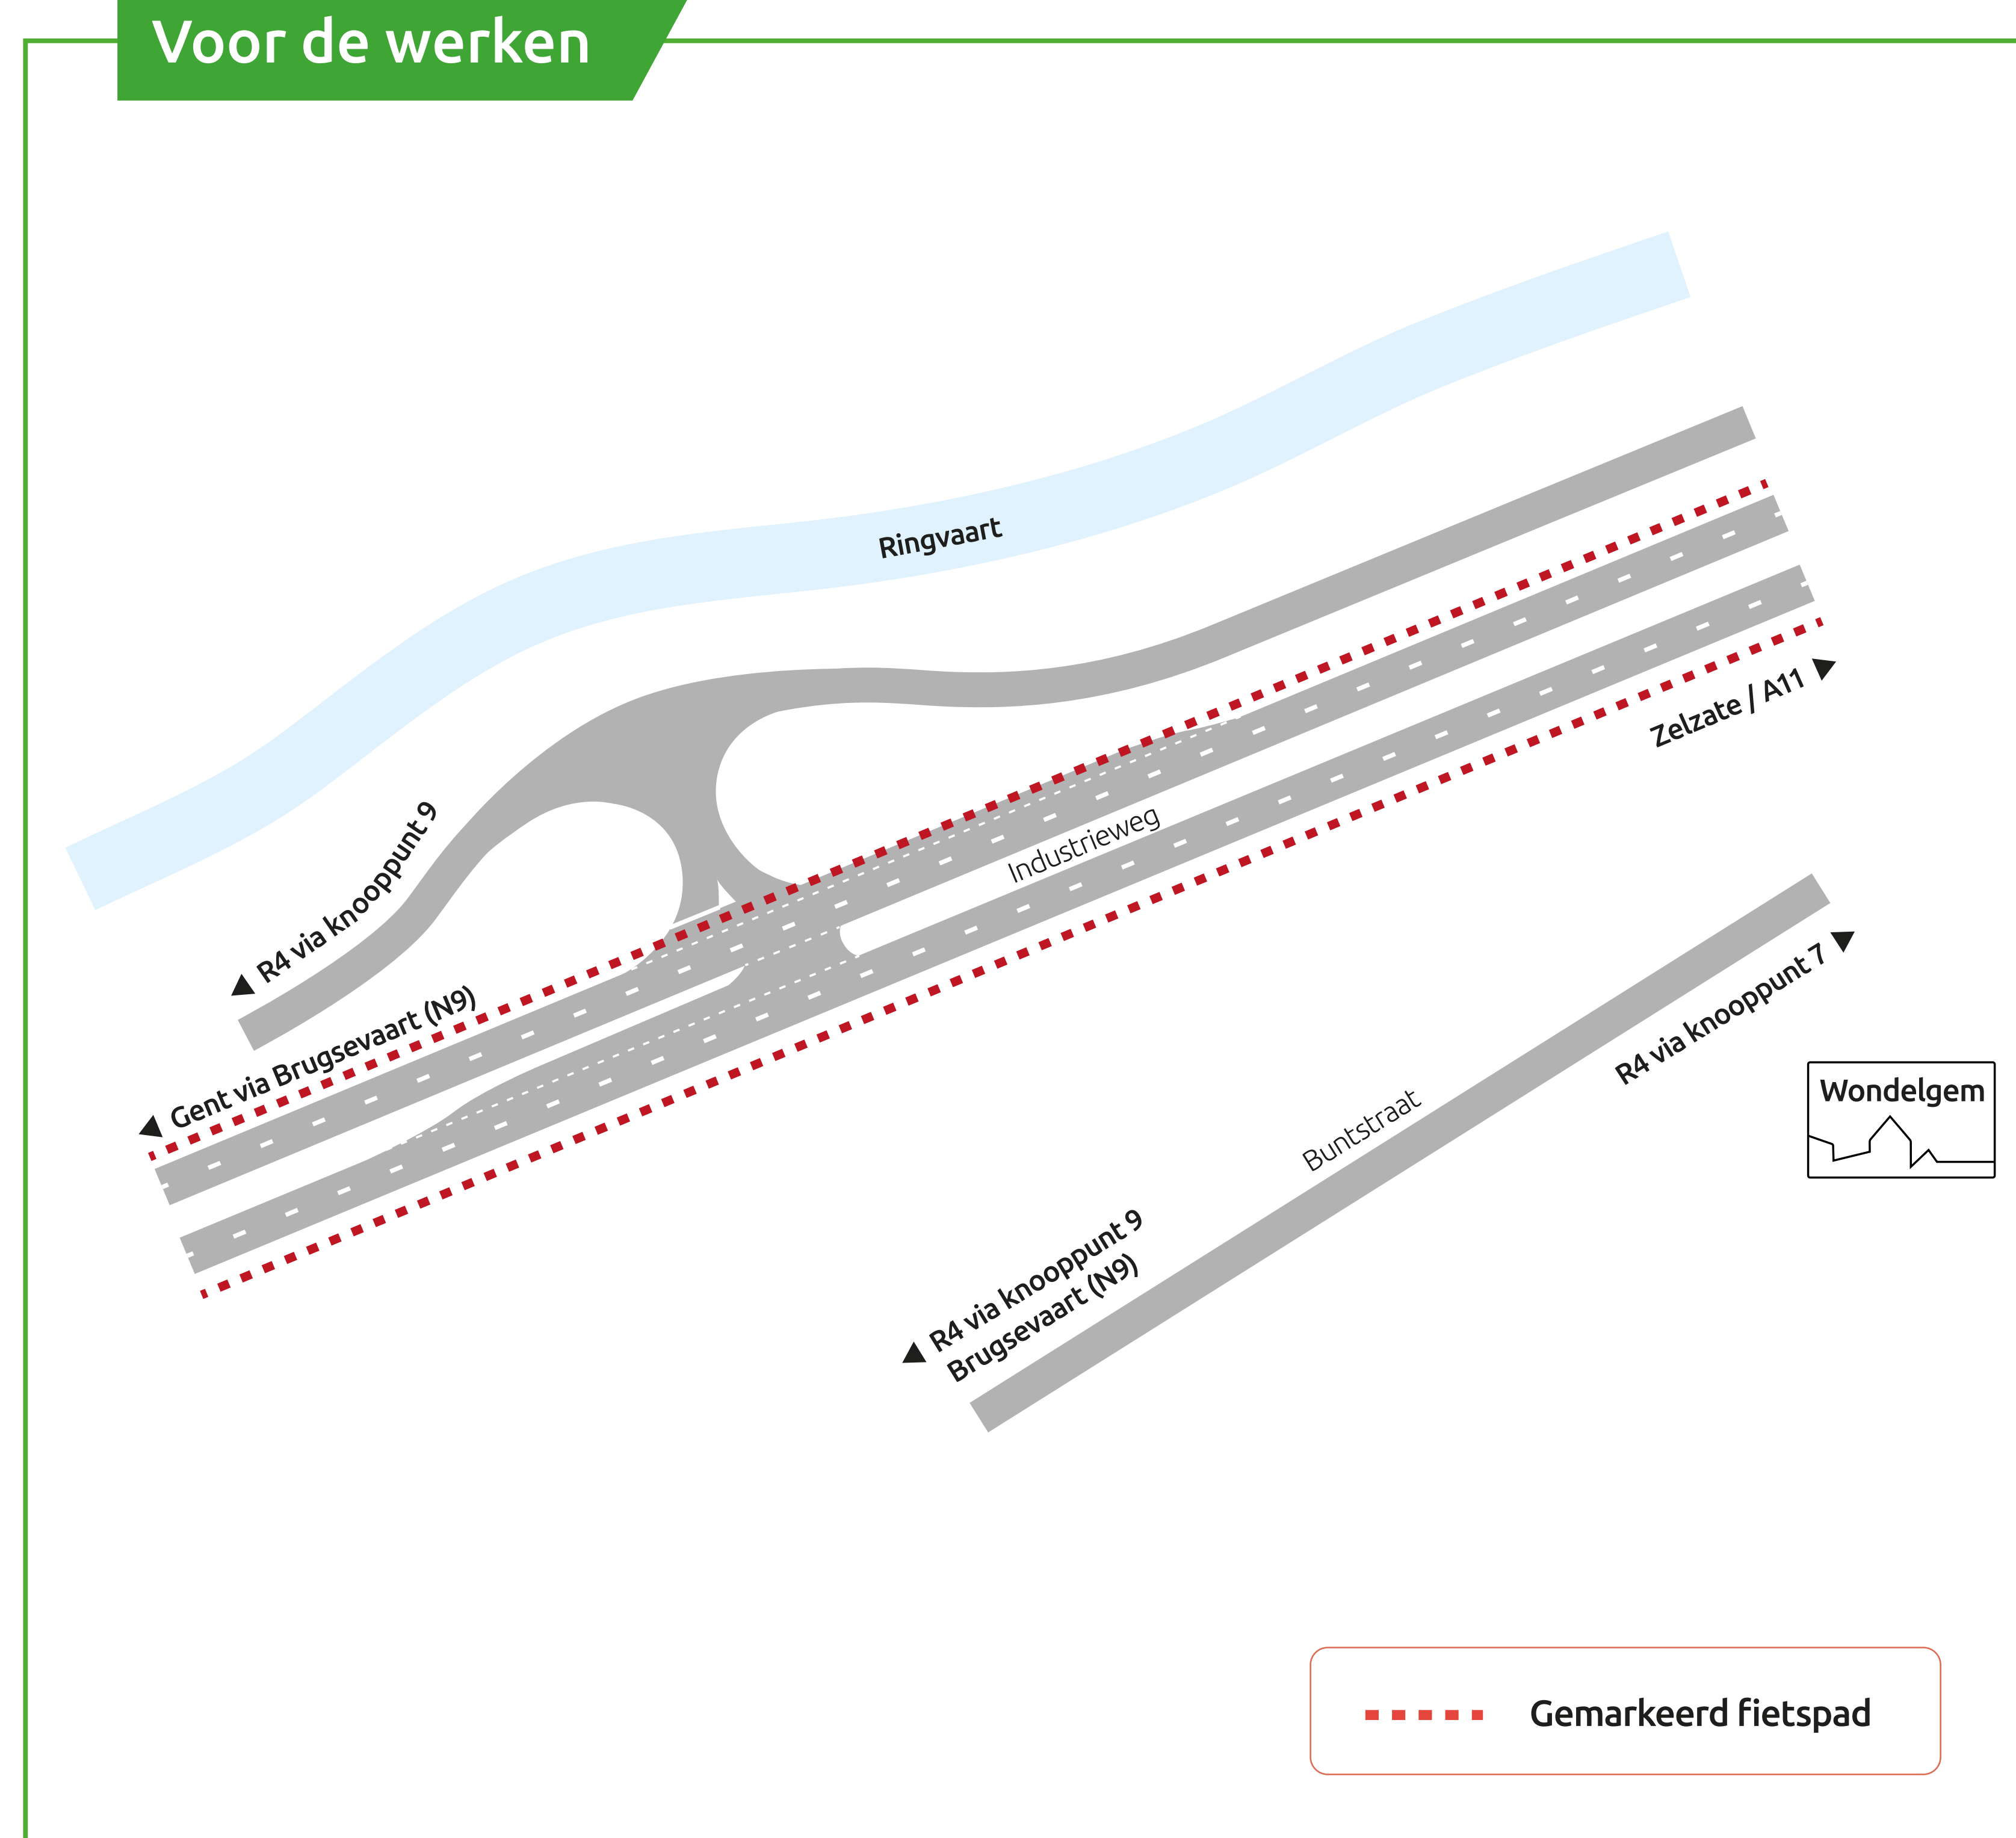 Voor de werken
Ringvaart
R4 via knooppunt 9
Gent via Brugsevaart (N9)
Industrieweg
Zelzate / A11
R4 via knooppunt 7
Wondelgem
Buntstraat
R4 via knooppunt 9
Brugsevaart (N9)
Gemarkeerd fietspad